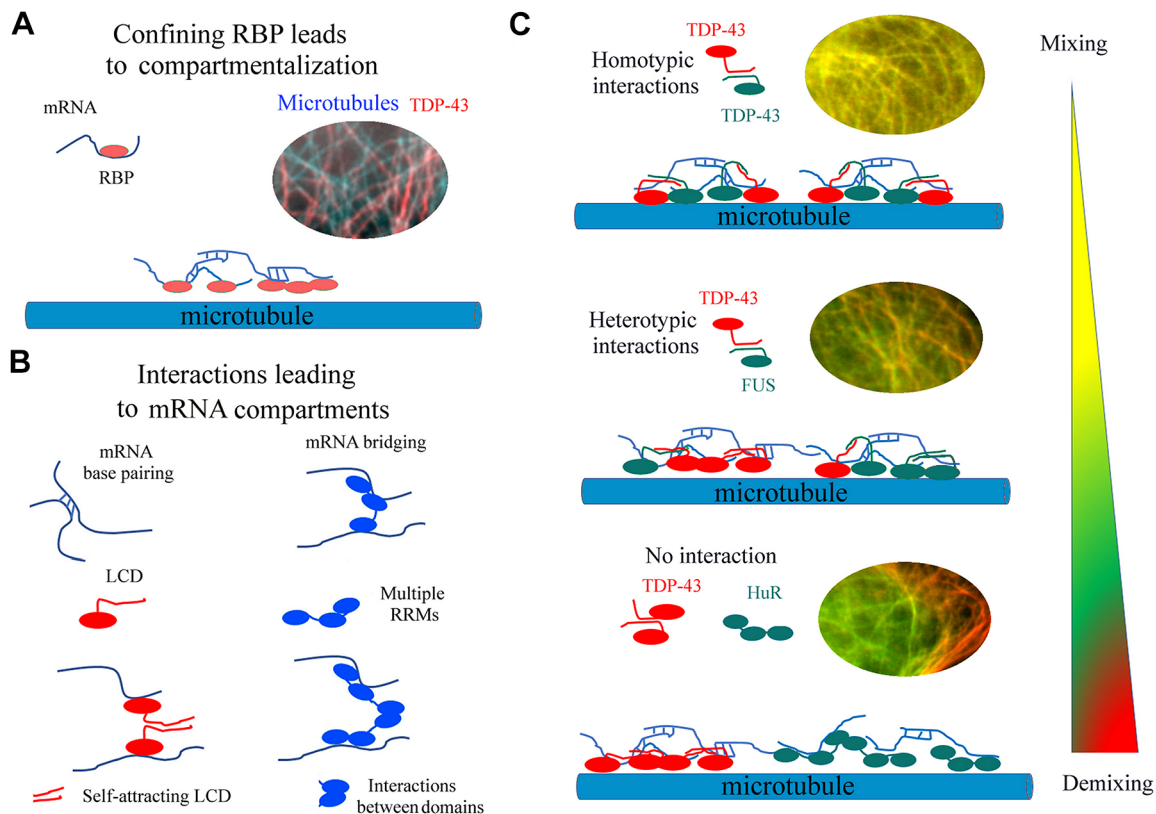 A
Confining RBP leads
to compartmentalization
mRNA
RBP
Microtubules TDP-43
microtubule
B
Interactions leading
to mRNA compartments
mRNA
base pairing
mRNA bridging
LCD
Multiple
RRMs
Self-attracting LCD
Interactions
between domains
C
Homotypic
interactions
TDP-43
TDP-43
microtubule
Heterotypic
interactions
TDP-43
FUS
microtubule
No interaction
TDP-43
HuR
microtubule
Mixing
Demixing